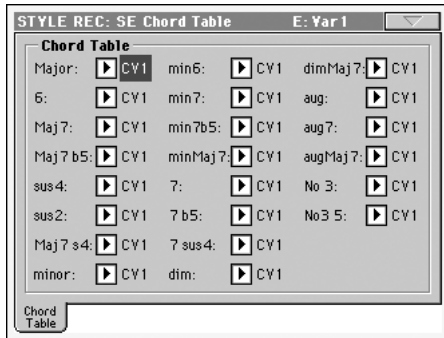 STYLE REC: SE Chord Table E: Var1
Chord Table
Major: CV1 min6: CV1 dimMaj7: CV1
6: CV1 min7: CV1 aug: CV1
Maj7: CV1 min7b5: CV1 aug7: CV1
Maj7b5: CV1 minMaj7: CV1 augMaj7: CV1
sus4: CV1 7: CV1 No 3: CV1
sus2: CV1 7b5: CV1 No3 5: CV1
Maj7 s4: CV1 7 sus4: CV1
minor: CV1 dim: CV1
Chord
Table